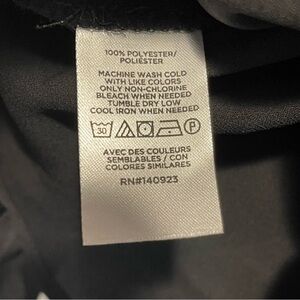 100% POLYESTER/
POLIÉSTER
MACHINE WASH COLD
WITH LIKE COLORS
ONLY NON-CHLORINE
BLEACH WHEN NEEDED
TUMBLE DRY LOW
COOL IRON WHEN NEEDED
30 P
AVEC DES COULEURS
SEMBLABLES / CON
COLORES SIMILARES
RN#140923